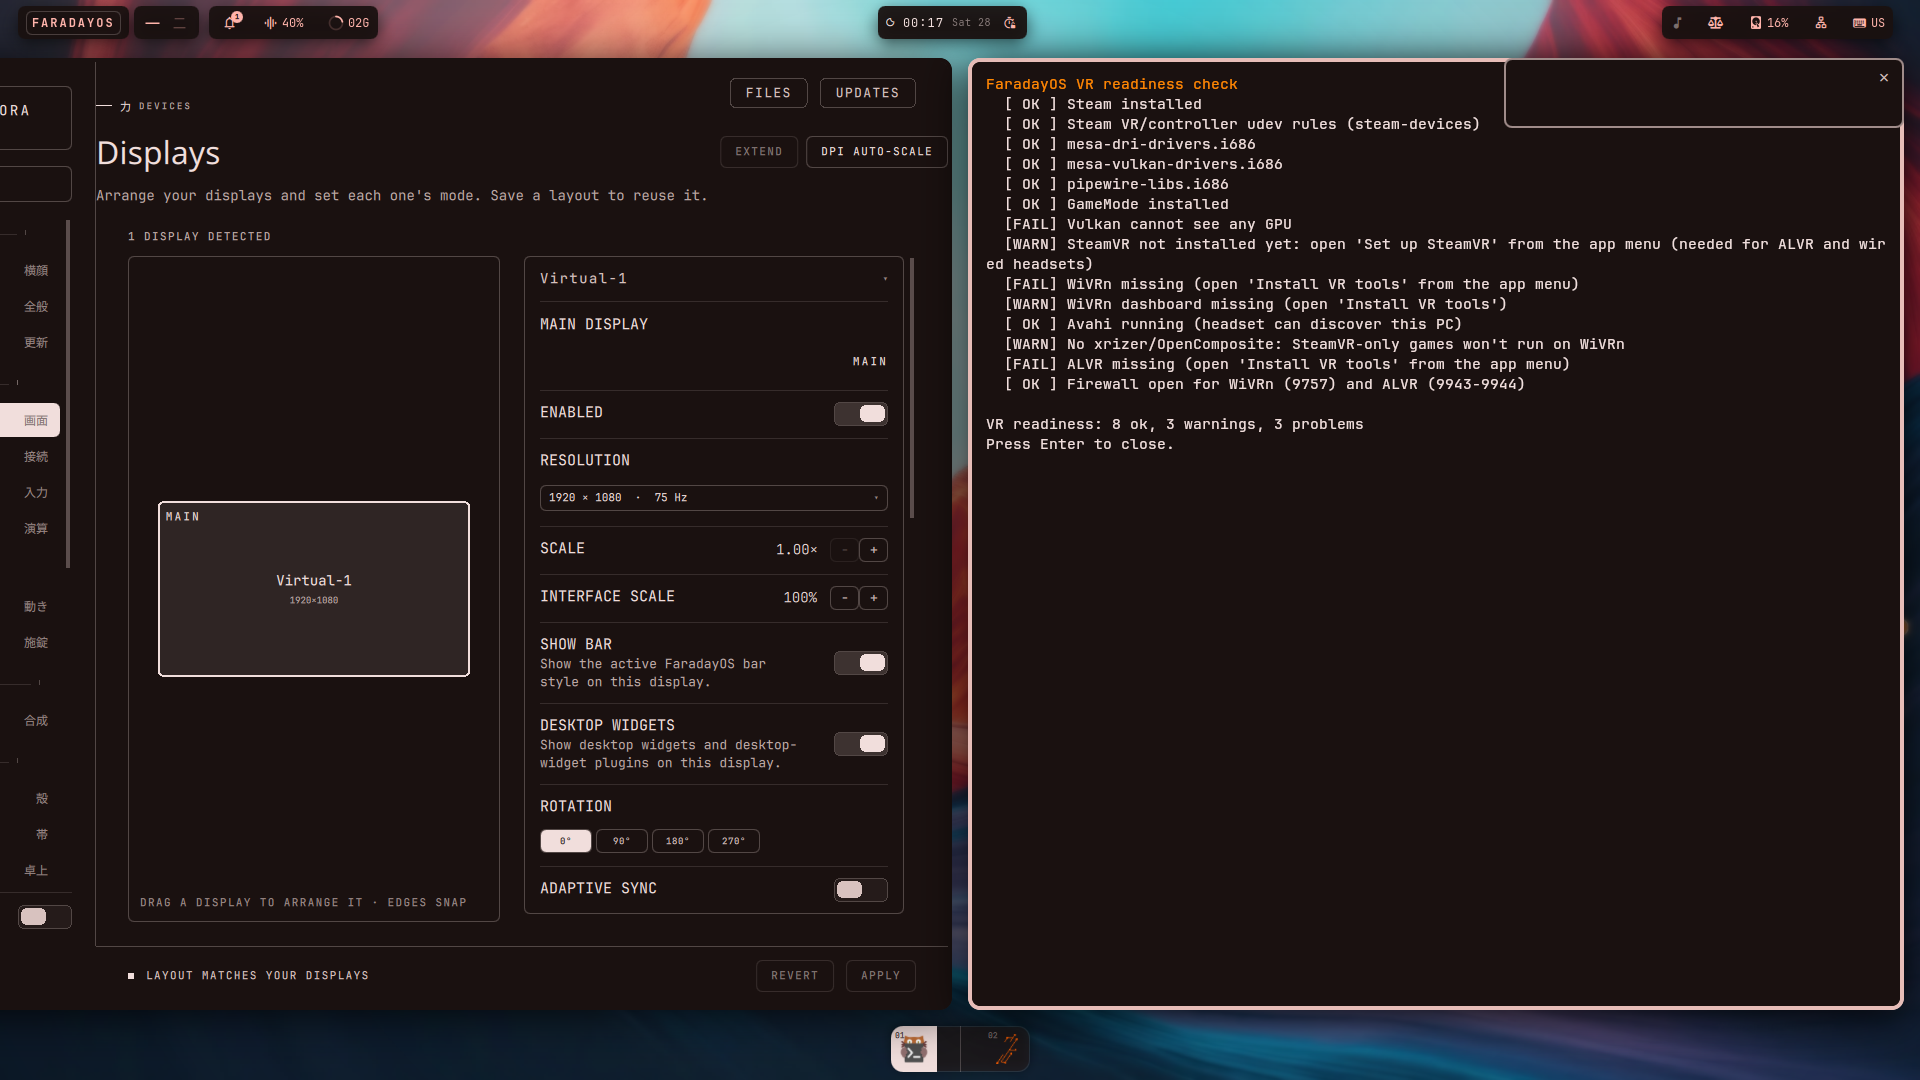 FARADAYOS
1
40%
02G
00:17 Sat 28
16%
US
ORA
横顔
全般
更新
画面
接続
入力
演算
動き
施錠
合成
殻
帯
卓上
力 DEVICES
FILES
UPDATES
Displays
EXTEND
DPI AUTO-SCALE
Arrange your displays and set each one's mode. Save a layout to reuse it.
1 DISPLAY DETECTED
MAIN
Virtual-1
1920×1080
DRAG A DISPLAY TO ARRANGE IT · EDGES SNAP
Virtual-1
MAIN DISPLAY
MAIN
ENABLED
RESOLUTION
1920 × 1080 · 75 Hz
SCALE 1.00× - +
INTERFACE SCALE 100% - +
SHOW BAR
Show the active FaradayOS bar
style on this display.
DESKTOP WIDGETS
Show desktop widgets and desktop-
widget plugins on this display.
ROTATION
0° 90° 180° 270°
ADAPTIVE SYNC
LAYOUT MATCHES YOUR DISPLAYS
REVERT
APPLY
FaradayOS VR readiness check
[ OK ] Steam installed
[ OK ] Steam VR/controller udev rules (steam-devices)
[ OK ] mesa-dri-drivers.i686
[ OK ] mesa-vulkan-drivers.i686
[ OK ] pipewire-libs.i686
[ OK ] GameMode installed
[FAIL] Vulkan cannot see any GPU
[WARN] SteamVR not installed yet: open 'Set up SteamVR' from the app menu (needed for ALVR and wir
ed headsets)
[FAIL] WiVRn missing (open 'Install VR tools' from the app menu)
[WARN] WiVRn dashboard missing (open 'Install VR tools')
[ OK ] Avahi running (headset can discover this PC)
[WARN] No xrizer/OpenComposite: SteamVR-only games won't run on WiVRn
[FAIL] ALVR missing (open 'Install VR tools' from the app menu)
[ OK ] Firewall open for WiVRn (9757) and ALVR (9943-9944)
VR readiness: 8 ok, 3 warnings, 3 problems
Press Enter to close.
01
02